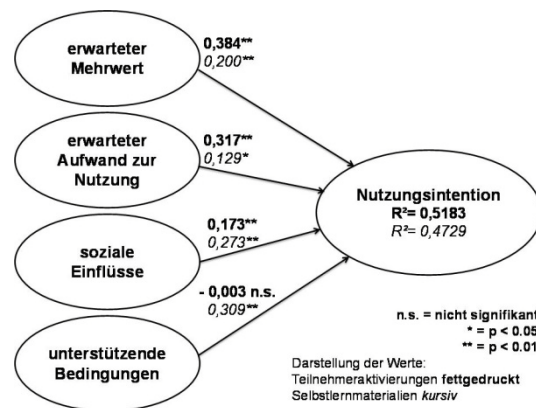 erwarteter
Mehrwert
0,384**
0,200**
erwarteter
Aufwand zur
Nutzung
0,317**
0,129*
Nutzungsintention
R²= 0,5183
R²= 0,4729
soziale
Einflüsse
0,173**
0,273**
- 0,003 n.s.
0,309**
unterstützende
Bedingungen
n.s. = nicht signifikant
* = p < 0.05
** = p < 0.01
Darstellung der Werte:
Teilnehmeraktivierungen fettgedruckt
Selbstlernmaterialien kursiv